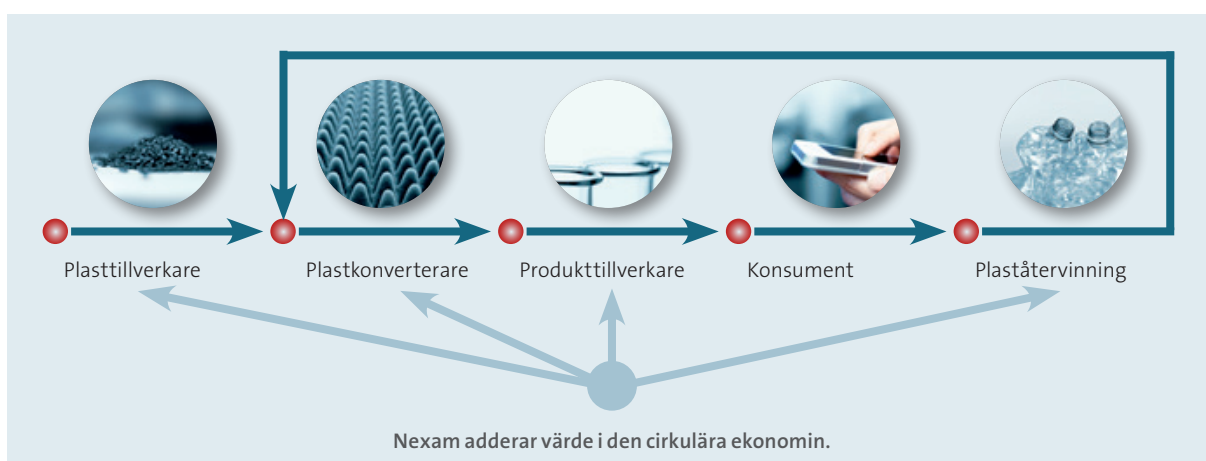 Plasttillverkare
Plastkonverterare
Produkttillverkare
Konsument
Plaståtervinning
Nexam adderar värde i den cirkulära ekonomin.